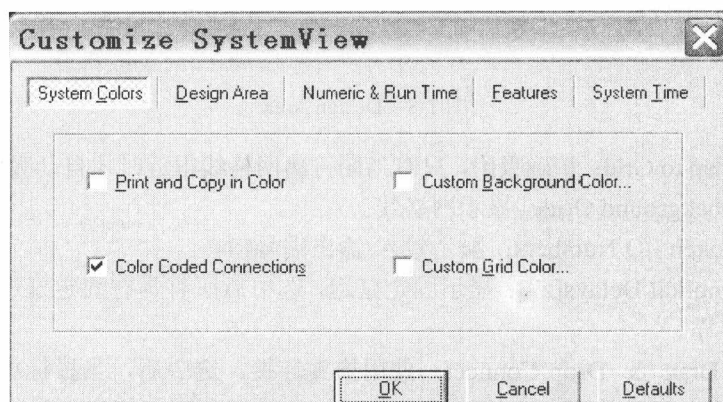 Customize SystemView
System Colors Design Area Numeric & Run Time Features System Time
Print and Copy in Color Custom Background Color...
Color Coded Connections Custom Grid Color...
OK Cancel Defaults